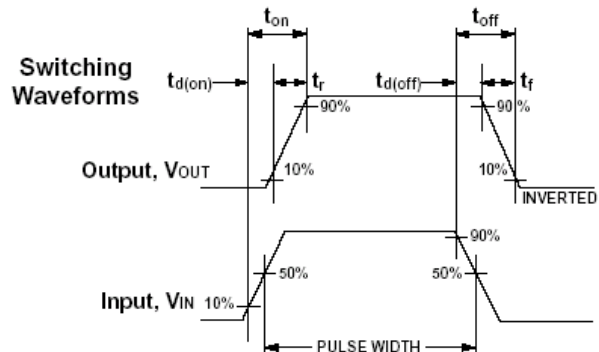 ton
toff
Switching
Waveforms
td(on)
tr
td(off)
tf
90%
90%
Output, VOUT
10%
10%
INVERTED
90%
50%
50%
Input, VIN
10%
PULSE WIDTH